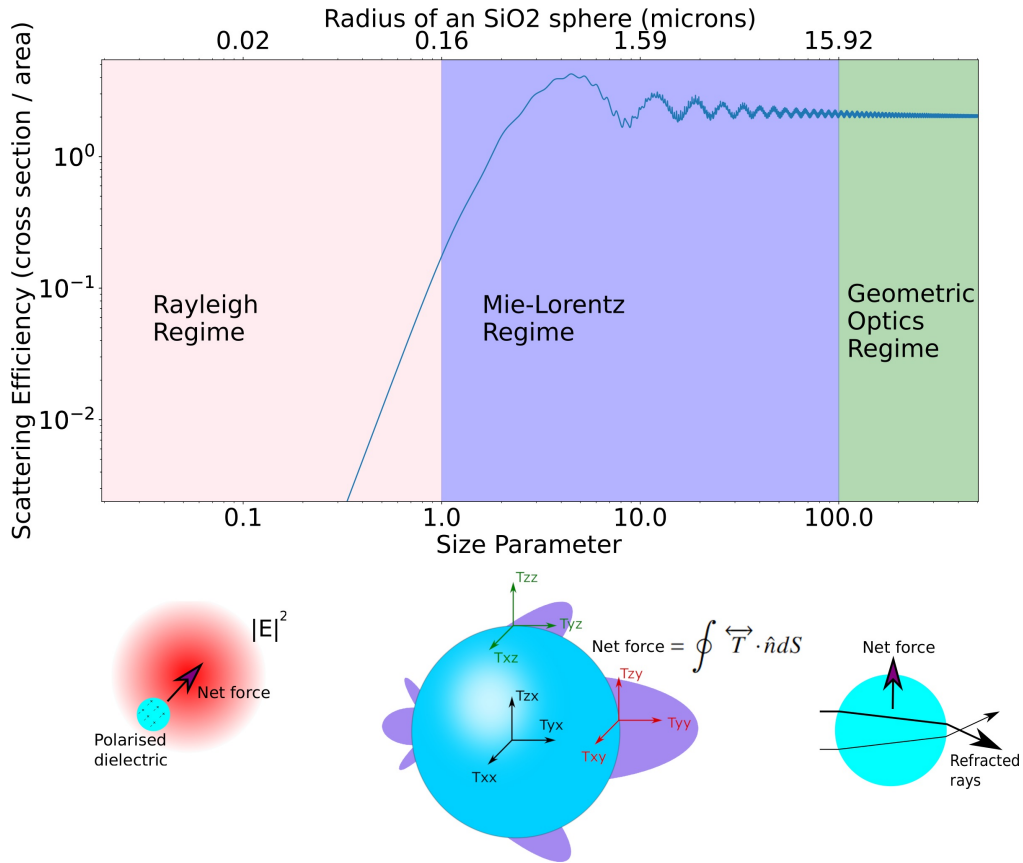 Radius of an SiO2 sphere (microns)
0.02 0.16 1.59 15.92
Scattering Efficiency (cross section / area)
10⁰
10⁻¹
10⁻²
Rayleigh
Regime
Mie-Lorentz
Regime
Geometric
Optics
Regime
0.1 1.0 10.0 100.0
Size Parameter
|E|²
Net force
Polarised
dielectric
Tzz
Tyz
Txz
Tzx
Tyx
Txx
Tzy
Tyy
Txy
Net force = ∮ T⃡ · n̂dS
Net force
Refracted
rays